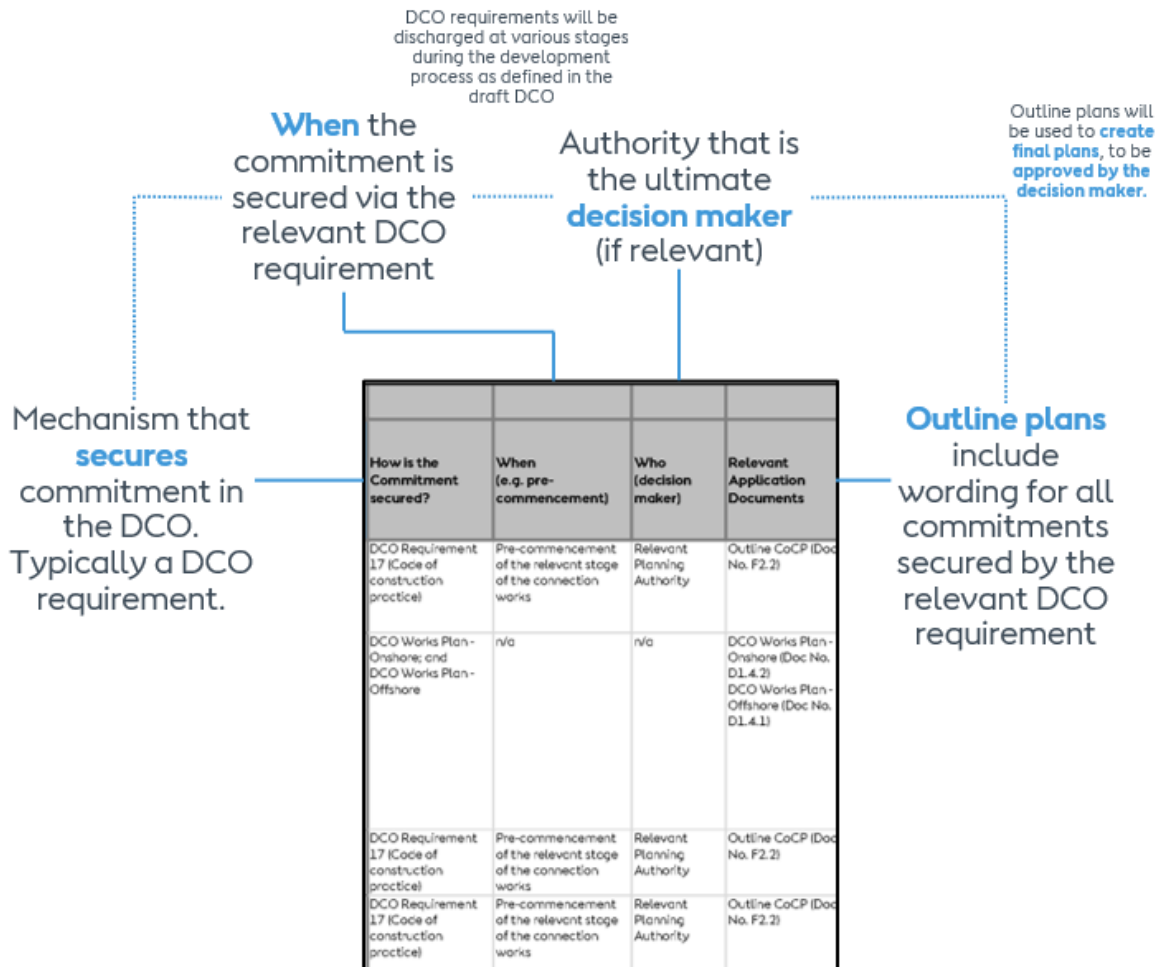 DCO requirements will be
discharged at various stages
during the development
process as defined in the
draft DCO
When the
commitment is
secured via the
relevant DCO
requirement
Authority that is
the ultimate
decision maker
(if relevant)
Outline plans will
be used to create
final plans, to be
approved by the
decision maker.
Mechanism that
secures
commitment in
the DCO.
Typically a DCO
requirement.
Outline plans
include
wording for all
commitments
secured by the
relevant DCO
requirement
How is the
Commitment
secured?
When
(e.g. pre-
commencement)
Who
(decision
maker)
Relevant
Application
Documents
DCO Requirement
17 (Code of
construction
practice)
Pre-commencement
of the relevant stage
of the connection
works
Relevant
Planning
Authority
Outline CoCP (Doc
No. F2.2)
DCO Works Plan -
Onshore; and
DCO Works Plan -
Offshore
n/a
n/a
DCO Works Plan -
Onshore (Doc No.
D1.4.2)
DCO Works Plan -
Offshore (Doc No.
D1.4.1)
DCO Requirement
17 (Code of
construction
practice)
Pre-commencement
of the relevant stage
of the connection
works
Relevant
Planning
Authority
Outline CoCP (Doc
No. F2.2)
DCO Requirement
17 (Code of
construction
practice)
Pre-commencement
of the relevant stage
of the connection
works
Relevant
Planning
Authority
Outline CoCP (Doc
No. F2.2)